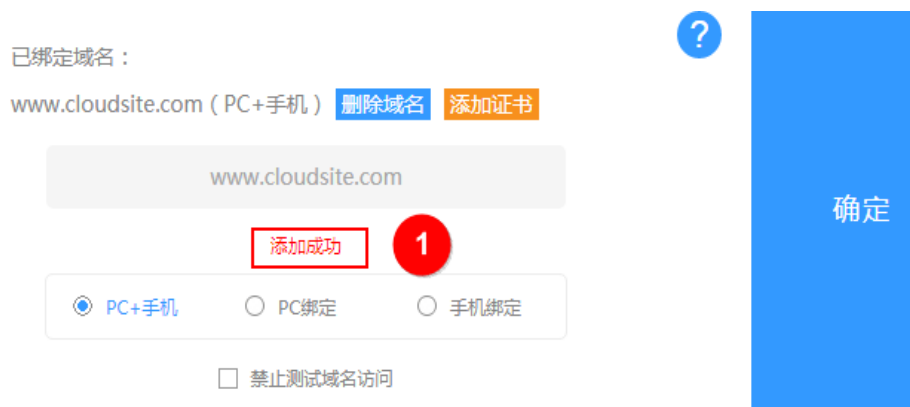 ?
已绑定域名：
www.cloudsite.com（PC+手机） 删除域名 添加证书
www.cloudsite.com
确定
添加成功 1
PC+手机 PC绑定 手机绑定
禁止测试域名访问